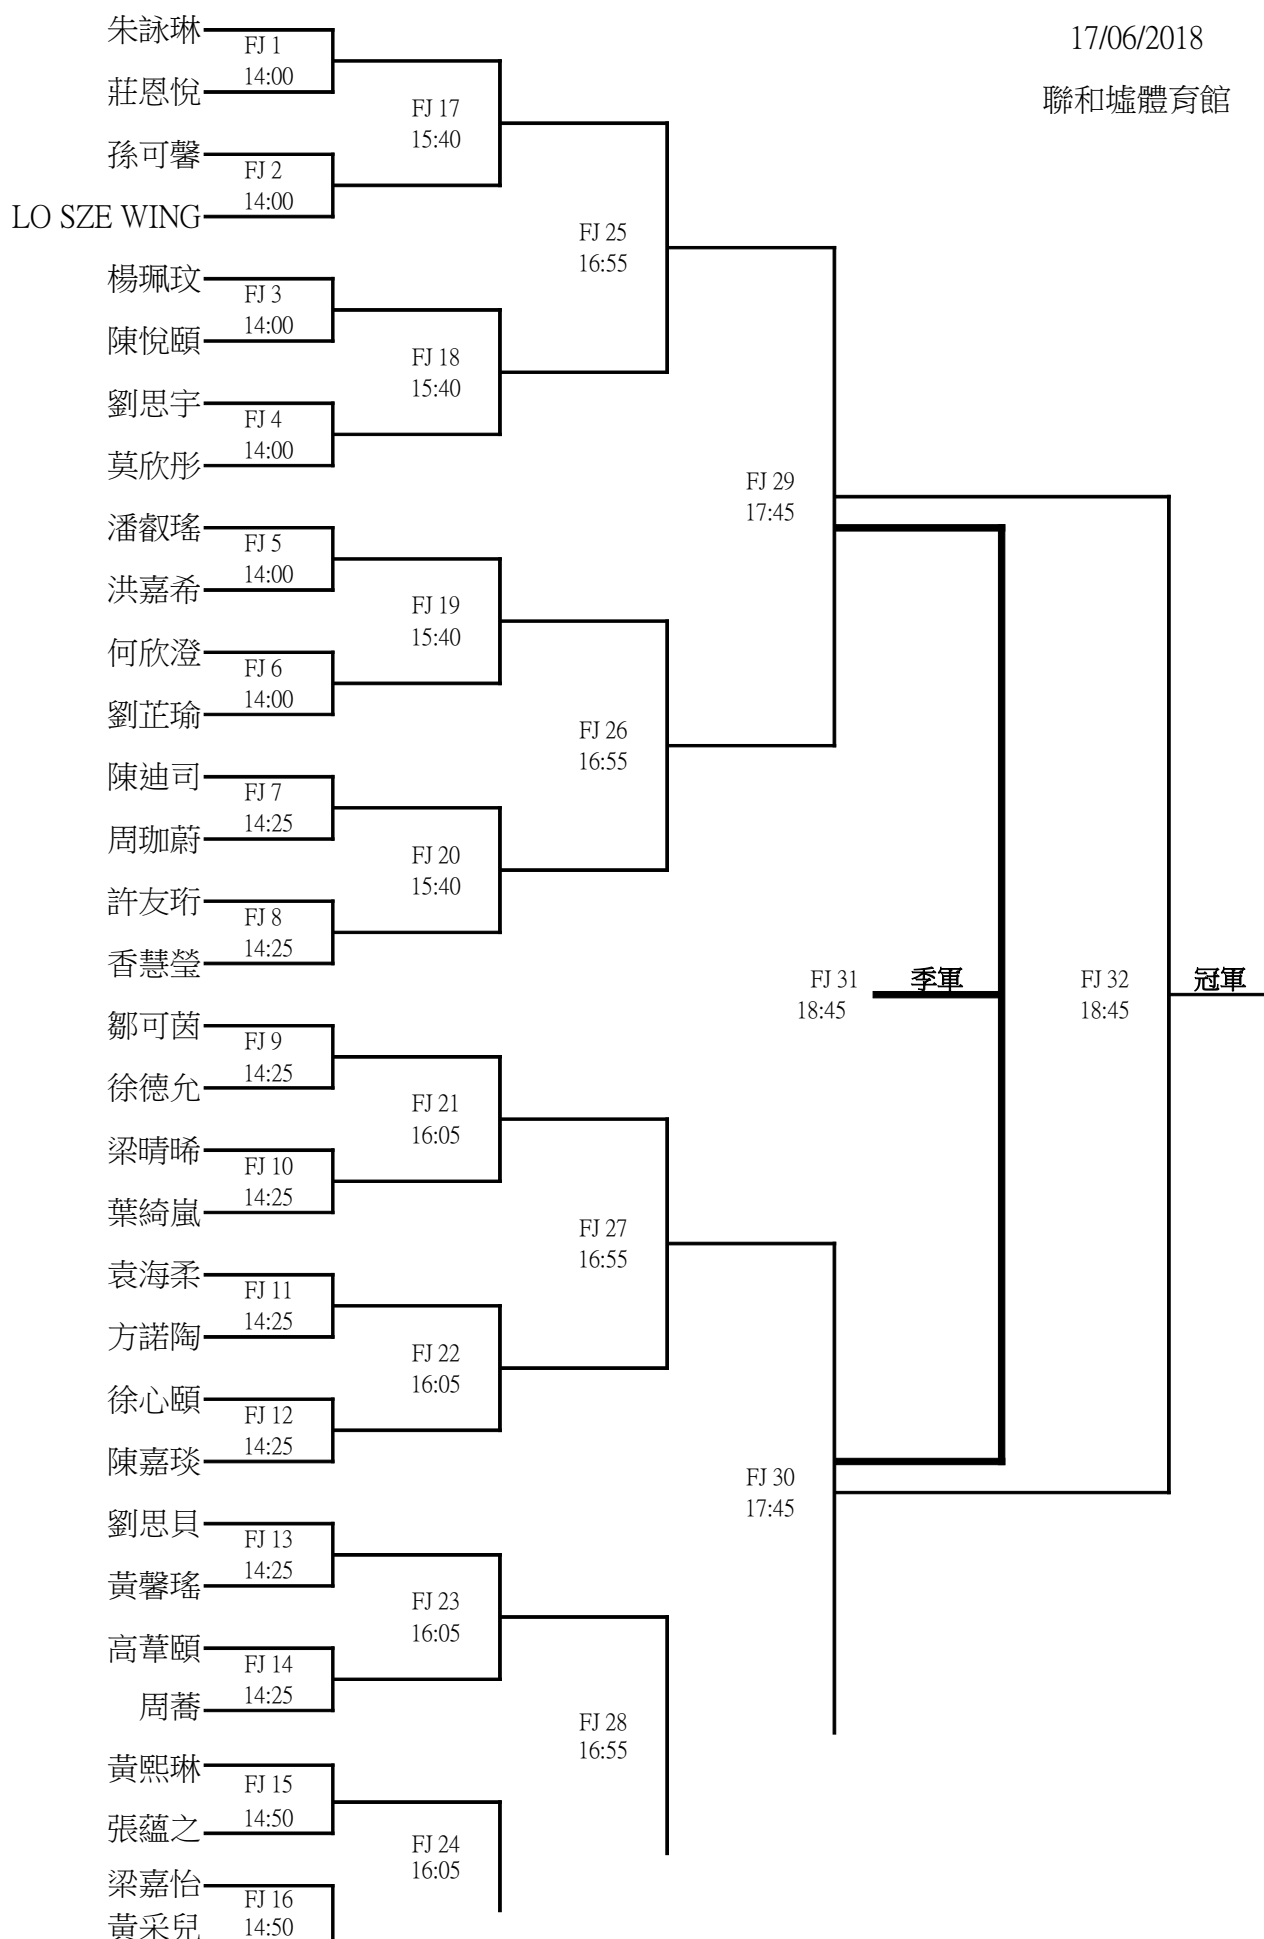 17/06/2018
聯和墟體育館
朱詠琳
FJ 1
14:00
莊恩悅
FJ 17
15:40
孫可馨
FJ 2
14:00
LO SZE WING
FJ 25
16:55
楊珮玟
FJ 3
14:00
陳悅頤
FJ 18
15:40
劉思宇
FJ 4
14:00
莫欣彤
FJ 29
17:45
潘叡瑤
FJ 5
14:00
洪嘉希
FJ 19
15:40
何欣澄
FJ 6
14:00
劉芷瑜
FJ 26
16:55
陳迪司
FJ 7
14:25
周珈蔚
FJ 20
15:40
許友珩
FJ 8
14:25
香慧瑩
FJ 31
18:45
季軍
FJ 32
18:45
冠軍
鄒可茵
FJ 9
14:25
徐德允
FJ 21
16:05
梁晴晞
FJ 10
14:25
葉綺嵐
FJ 27
16:55
袁海柔
FJ 11
14:25
方諾陶
FJ 22
16:05
徐心頤
FJ 12
14:25
陳嘉琰
FJ 30
17:45
劉思貝
FJ 13
14:25
黃馨瑤
FJ 23
16:05
高葦頤
FJ 14
14:25
周蕎
FJ 28
16:55
黃熙琳
FJ 15
14:50
張蘊之
FJ 24
16:05
梁嘉怡
FJ 16
14:50
黃采兒